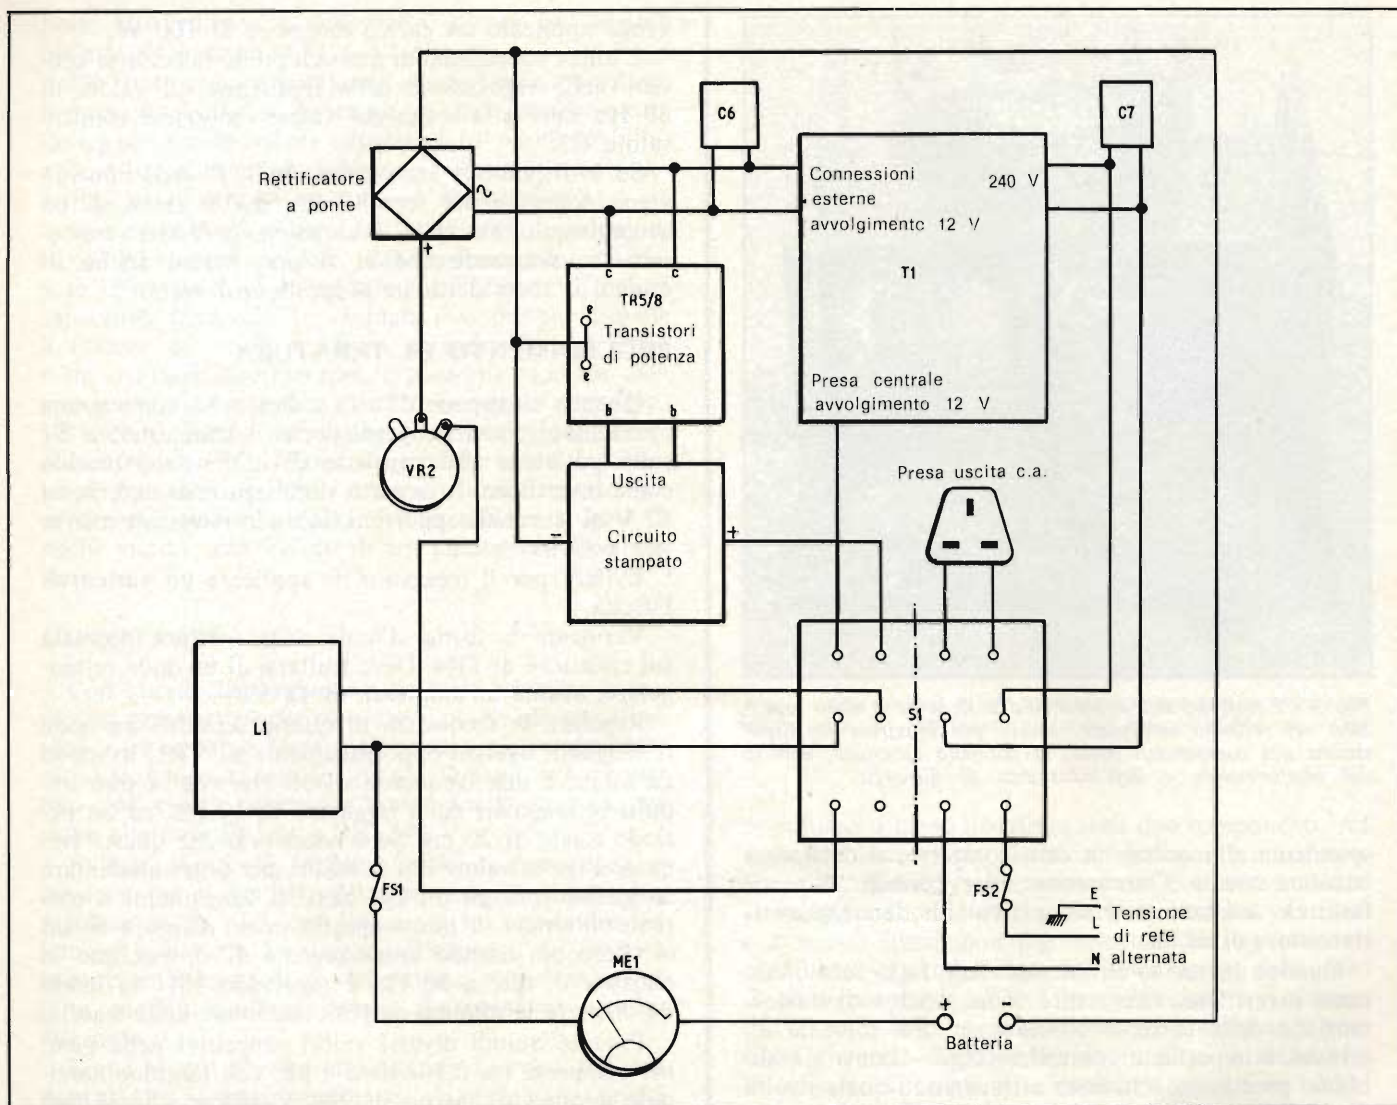 C6
C7
−
Rettificatore
a ponte
∿
+
Connessioni
esterne
avvolgimento 12 V
240 V
T1
c c
TR5/8
e
Transistori
di potenza
e
b b
Presa centrale
avvolgimento 12 V
VR2
Uscita
Circuito
stampato
−
+
Presa uscita c.a.
L1
S1
FS1
FS2
E
L
N
Tensione
di rete
alternata
ME1
+
−
Batteria